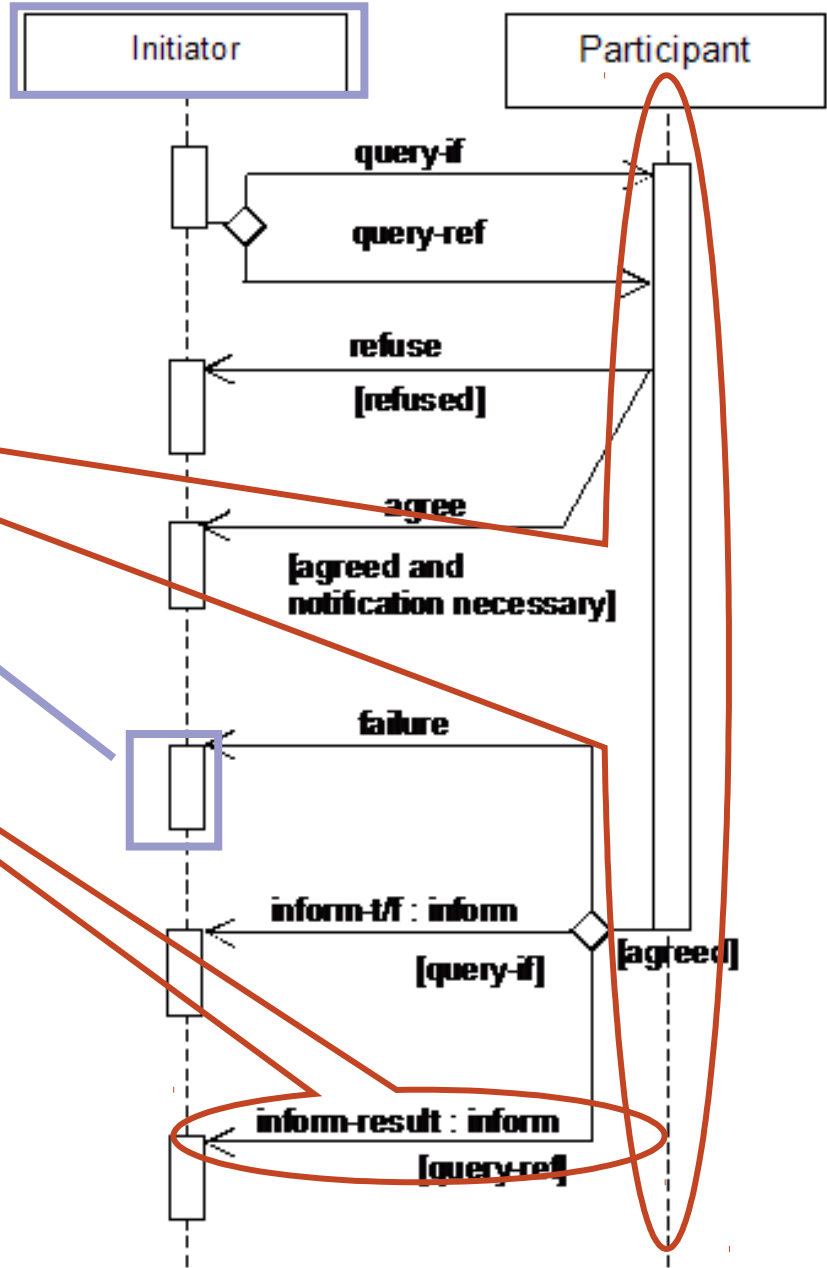 Initiator
Participant
query-if
query-ref
refuse
[refused]
agree
[agreed and
notification necessary]
failure
inform-t/f : inform
[query-if]
[agreed]
inform-result : inform
[query-ref]